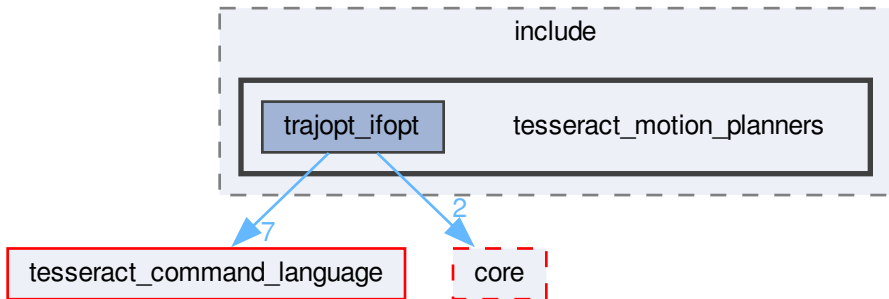 include
trajopt_ifopt
tesseract_motion_planners
7
2
tesseract_command_language
core